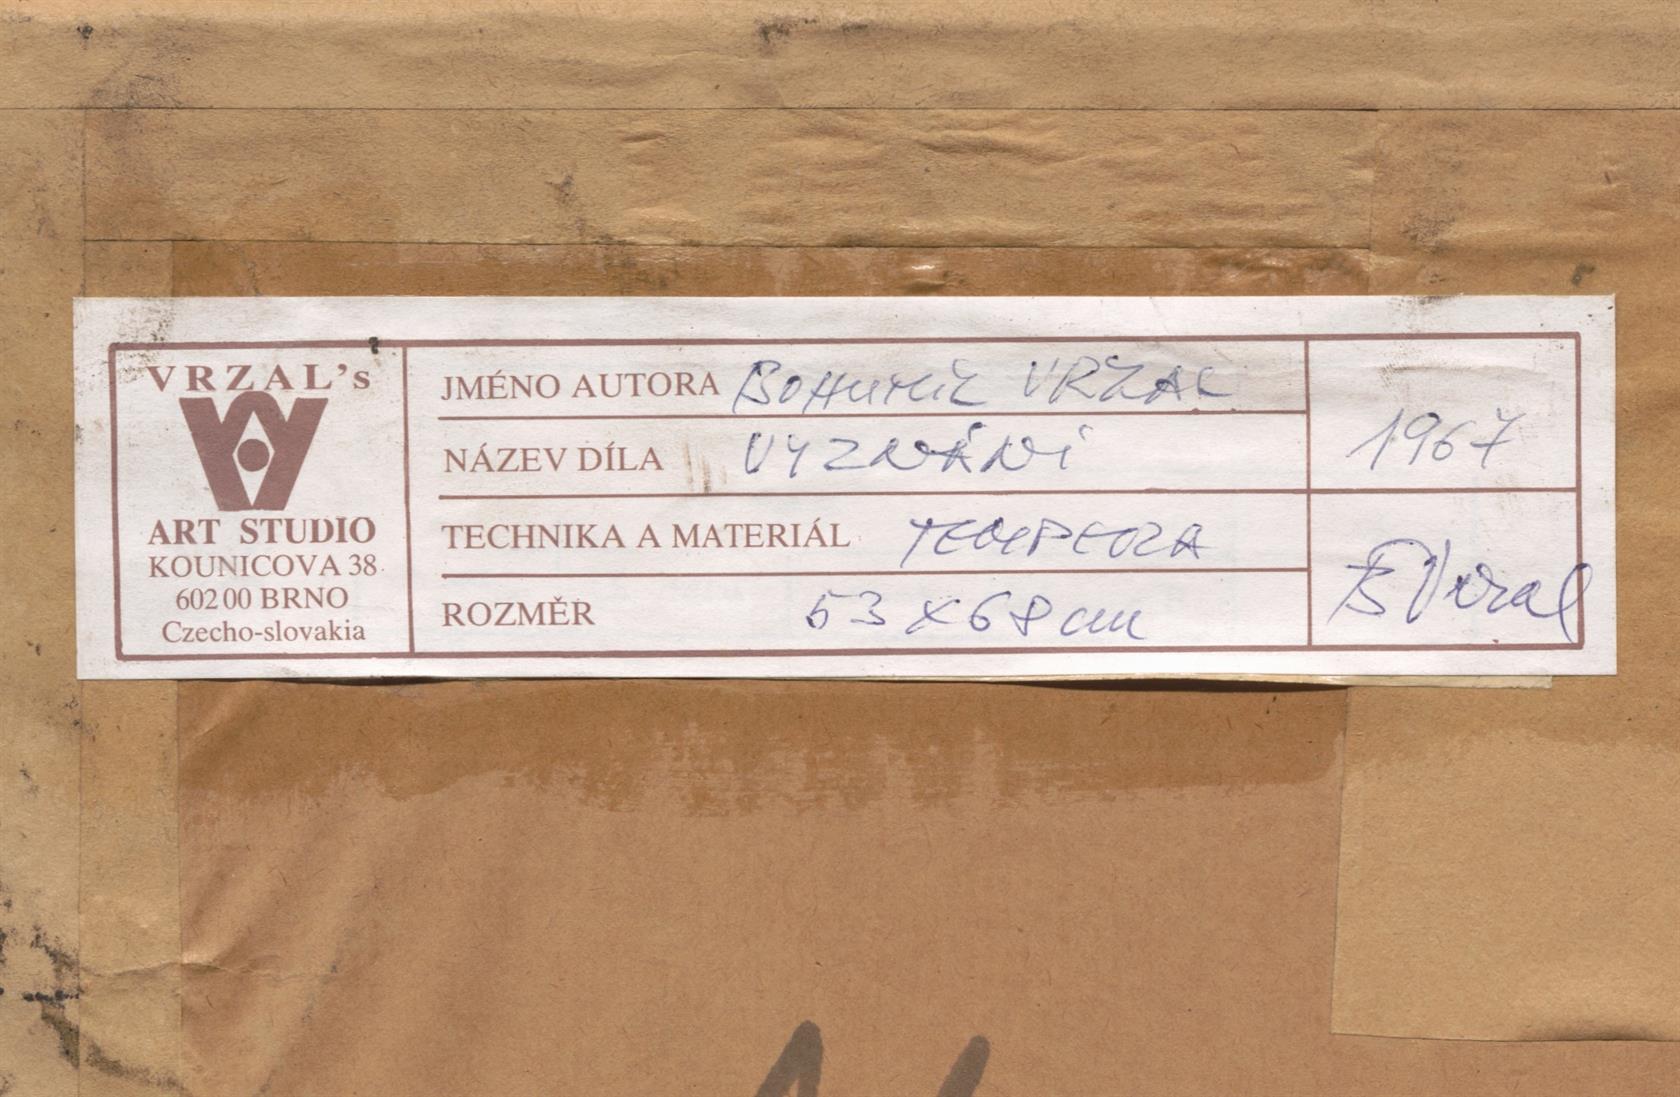 VRZAL's
ART STUDIO
KOUNICOVA 38
602 00 BRNO
Czecho-slovakia
JMÉNO AUTORA BOHUMIL VRZAL
NÁZEV DÍLA VYZNÁNÍ
TECHNIKA A MATERIÁL TEMPERA
ROZMĚR 53 x 68 cm
1967
B Vrzal